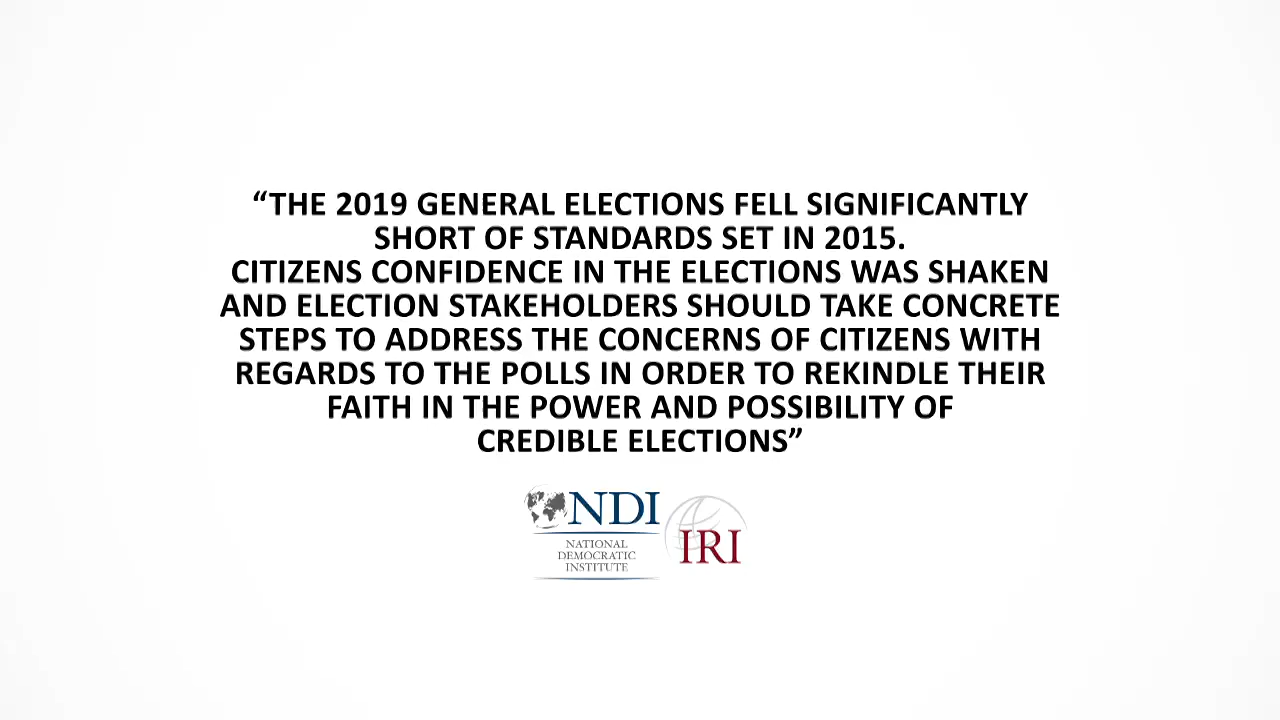 “THE 2019 GENERAL ELECTIONS FELL SIGNIFICANTLY
SHORT OF STANDARDS SET IN 2015.
CITIZENS CONFIDENCE IN THE ELECTIONS WAS SHAKEN
AND ELECTION STAKEHOLDERS SHOULD TAKE CONCRETE
STEPS TO ADDRESS THE CONCERNS OF CITIZENS WITH
REGARDS TO THE POLLS IN ORDER TO REKINDLE THEIR
FAITH IN THE POWER AND POSSIBILITY OF
CREDIBLE ELECTIONS”
NDI
NATIONAL
DEMOCRATIC
INSTITUTE
IRI